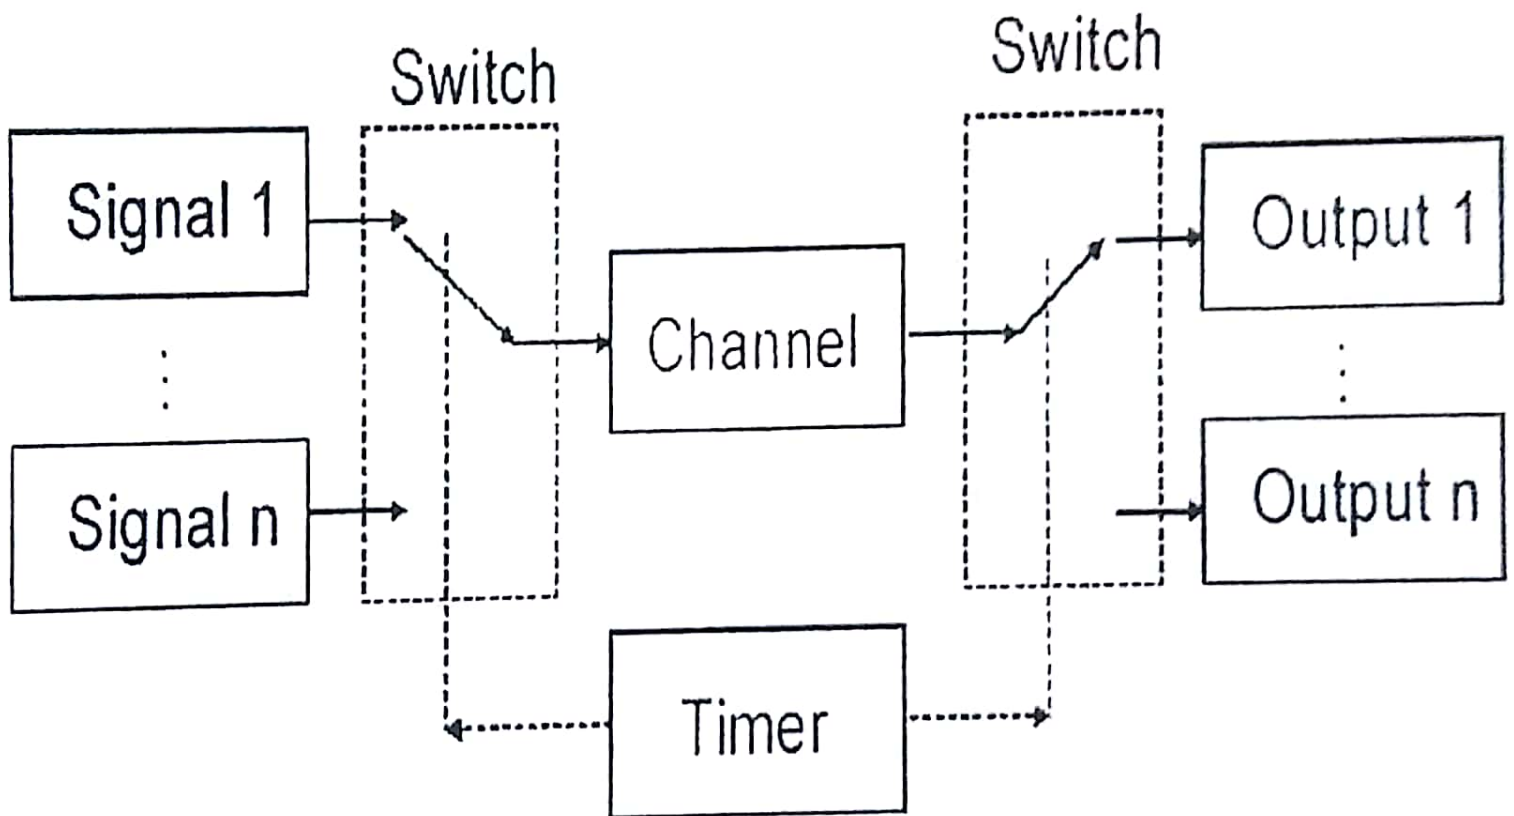 Switch
Switch
Signal 1
Output 1
Channel
Signal n
Output n
Timer